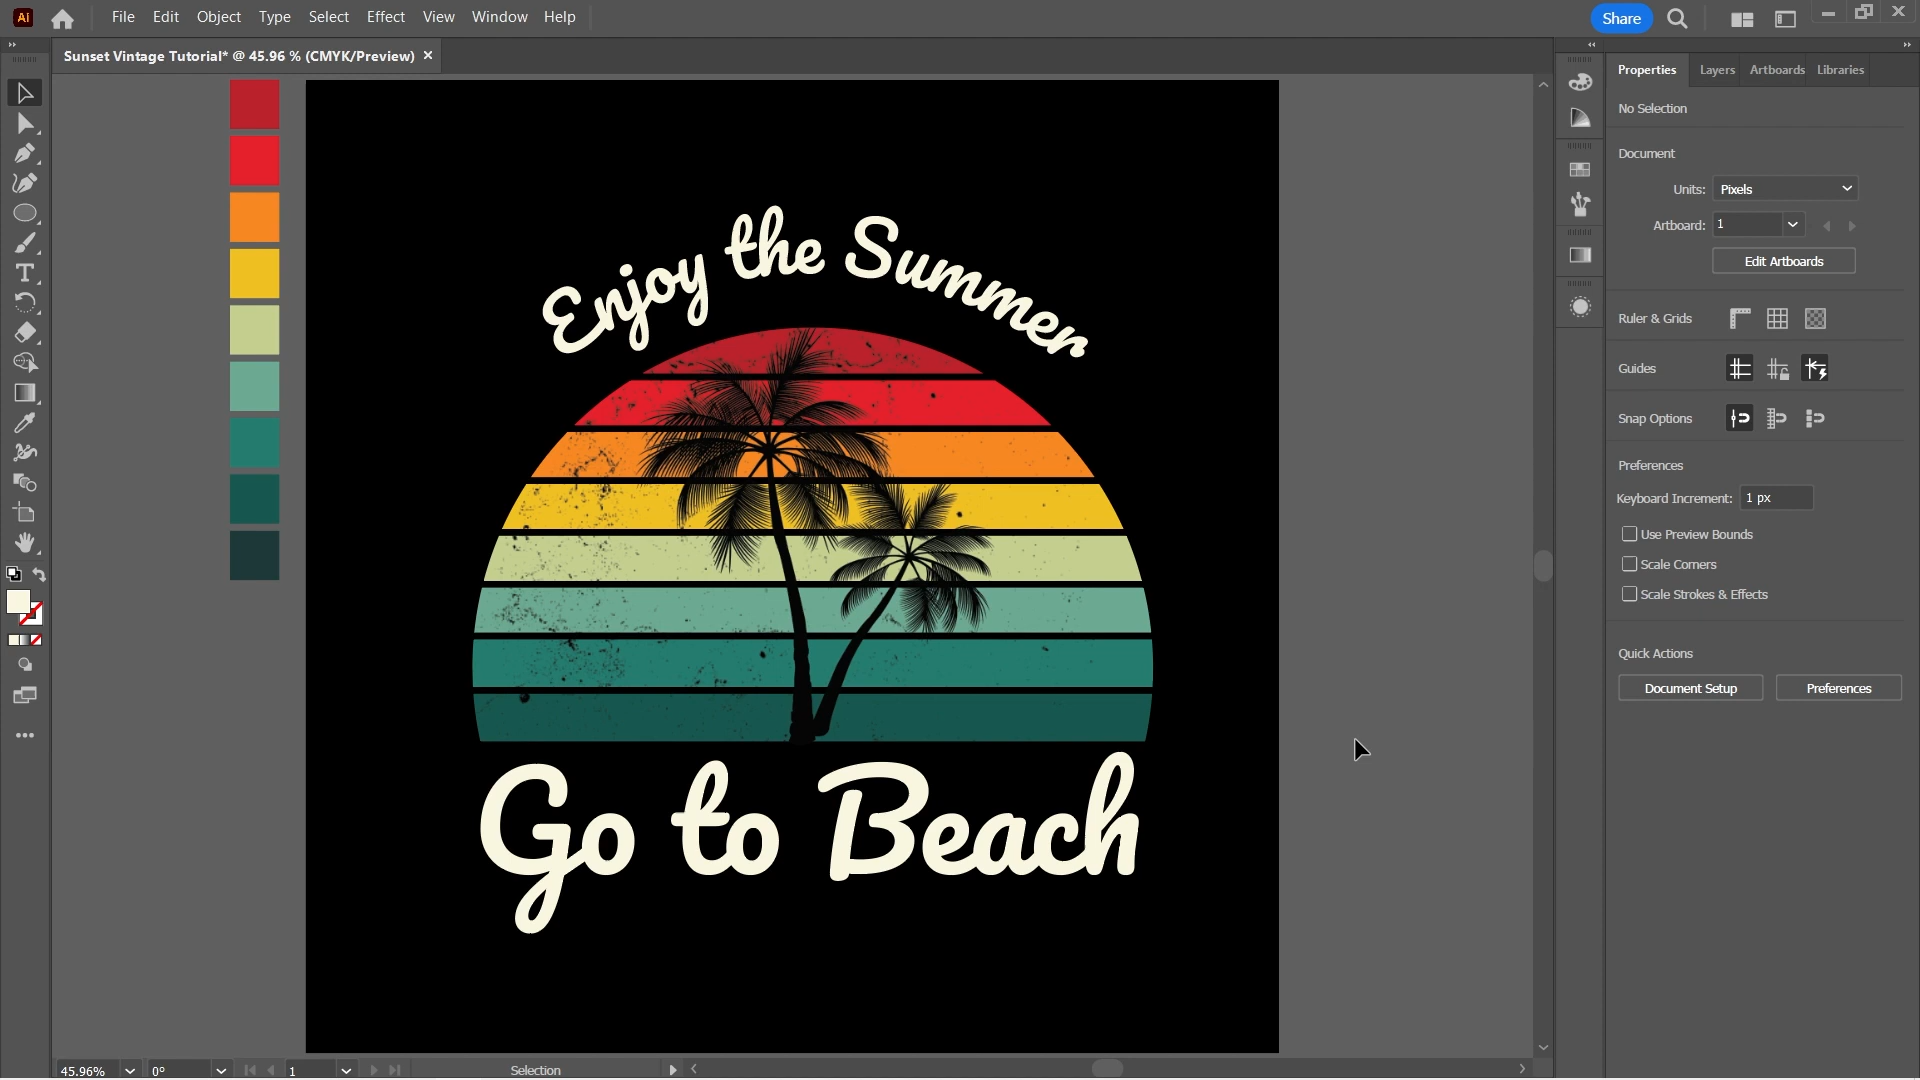 Ai File Edit Object Type Select Effect View Window Help Share
Sunset Vintage Tutorial* @ 45.96 % (CMYK/Preview) ×
Properties Layers Artboards Libraries
No Selection
Document
Units: Pixels
Artboard: 1
Edit Artboards
Ruler & Grids
Guides
Snap Options
Preferences
Keyboard Increment: 1 px
Use Preview Bounds
Scale Corners
Scale Strokes & Effects
Quick Actions
Document Setup Preferences
Enjoy the Summer
Go to Beach
45.96% 0° 1 Selection